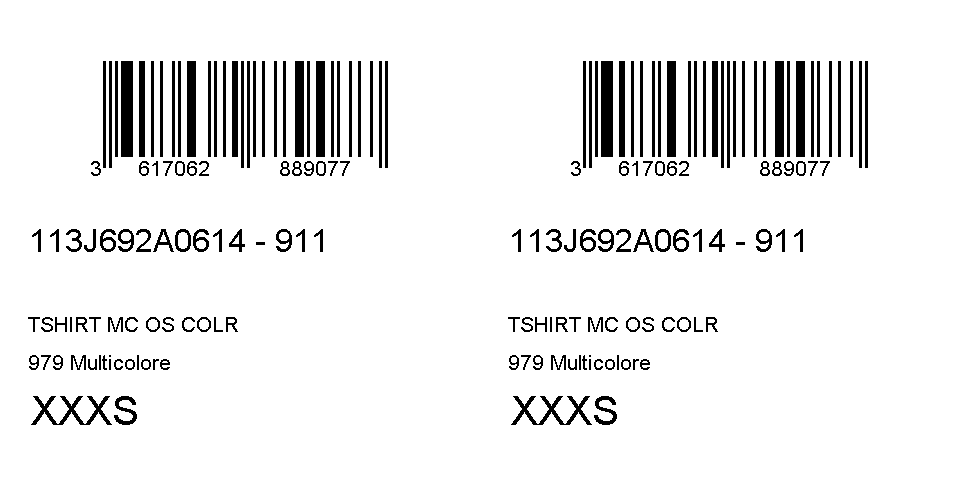 3 617062 889077
113J692A0614 - 911
TSHIRT MC OS COLR
979 Multicolore
XXXS
3 617062 889077
113J692A0614 - 911
TSHIRT MC OS COLR
979 Multicolore
XXXS